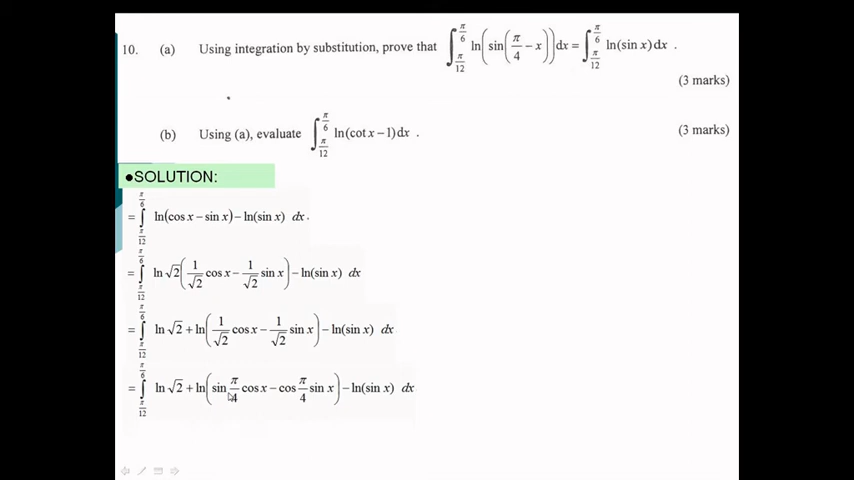 10. (a) Using integration by substitution, prove that ∫_{π/12}^{π/6} ln(sin(π/4 − x))dx = ∫_{π/12}^{π/6} ln(sin x)dx .
(3 marks)
(b) Using (a), evaluate ∫_{π/12}^{π/6} ln(cot x − 1)dx .
(3 marks)
●SOLUTION:
= ∫_{π/12}^{π/6} ln(cos x − sin x) − ln(sin x) dx.
= ∫_{π/12}^{π/6} ln √2(1/√2 cos x − 1/√2 sin x) − ln(sin x) dx
= ∫_{π/12}^{π/6} ln √2 + ln(1/√2 cos x − 1/√2 sin x) − ln(sin x) dx
= ∫_{π/12}^{π/6} ln √2 + ln(sin π/4 cos x − cos π/4 sin x) − ln(sin x) dx